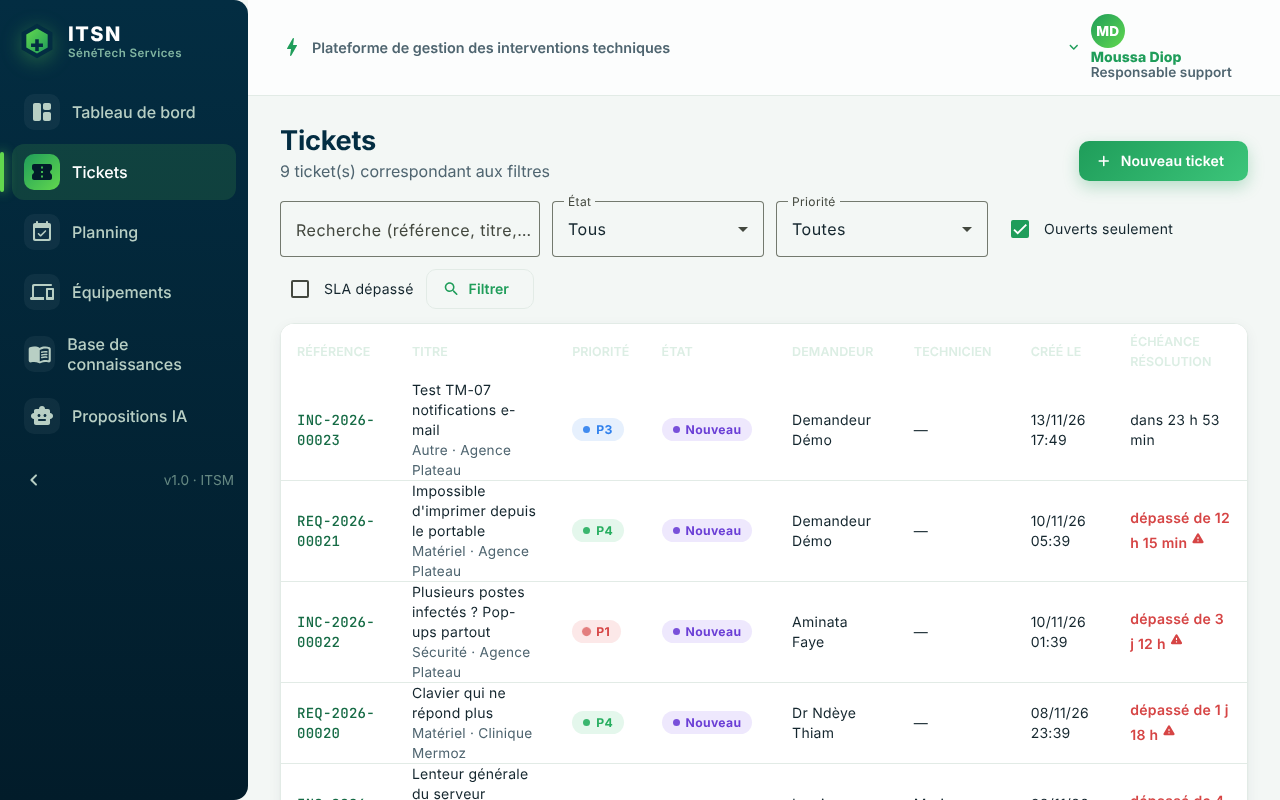 ITSN
SénéTech Services
Tableau de bord
Tickets
Planning
Équipements
Base de
connaissances
Propositions IA
v1.0 · ITSM
Plateforme de gestion des interventions techniques
MD
Moussa Diop
Responsable support
Tickets
9 ticket(s) correspondant aux filtres
Nouveau ticket
Recherche (référence, titre,...
État
Tous
Priorité
Toutes
Ouverts seulement
SLA dépassé
Filtrer
RÉFÉRENCE TITRE PRIORITÉ ÉTAT DEMANDEUR TECHNICIEN CRÉÉ LE ÉCHÉANCE
RÉSOLUTION
INC-2026-
00023
Test TM-07
notifications e-
mail
Autre · Agence
Plateau
P3
Nouveau
Demandeur
Démo
—
13/11/26
17:49
dans 23 h 53
min
REQ-2026-
00021
Impossible
d'imprimer depuis
le portable
Matériel · Agence
Plateau
P4
Nouveau
Demandeur
Démo
—
10/11/26
05:39
dépassé de 12
h 15 min
INC-2026-
00022
Plusieurs postes
infectés ? Pop-
ups partout
Sécurité · Agence
Plateau
P1
Nouveau
Aminata
Faye
—
10/11/26
01:39
dépassé de 3
j 12 h
REQ-2026-
00020
Clavier qui ne
répond plus
Matériel · Clinique
Mermoz
P4
Nouveau
Dr Ndèye
Thiam
—
08/11/26
23:39
dépassé de 1 j
18 h
Lenteur générale
du serveur